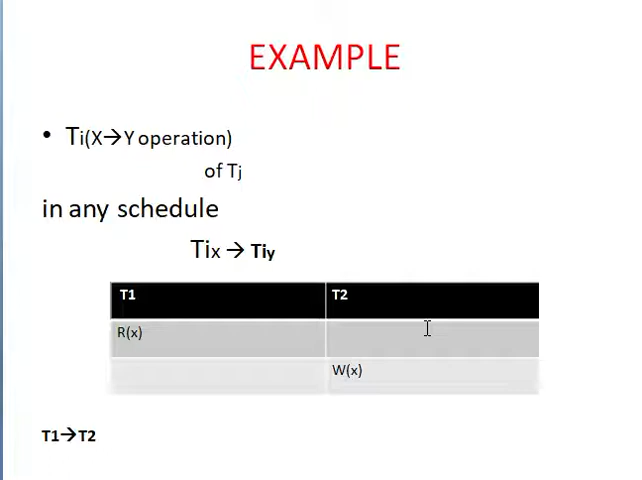 EXAMPLE
• Ti(X→Y operation)
of Tj
in any schedule
Tix → Tiy
T1 T2
R(x)
W(x)
T1→T2